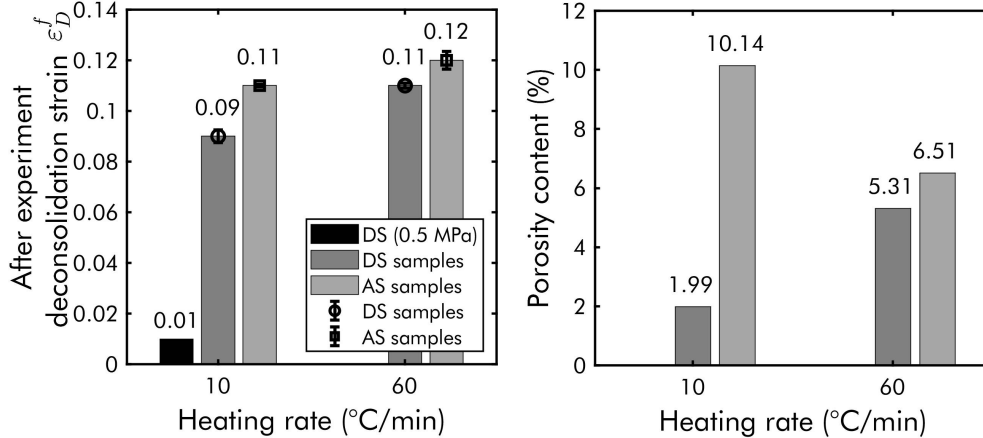 After experiment
deconsolidation strain ε_D^f
0.12
0.1
0.08
0.06
0.04
0.02
0
0.01
0.09
0.11
0.11
0.12
DS (0.5 MPa)
DS samples
AS samples
DS samples
AS samples
10
60
Heating rate (°C/min)
Porosity content (%)
12
10
8
6
4
2
0
1.99
10.14
5.31
6.51
10
60
Heating rate (°C/min)